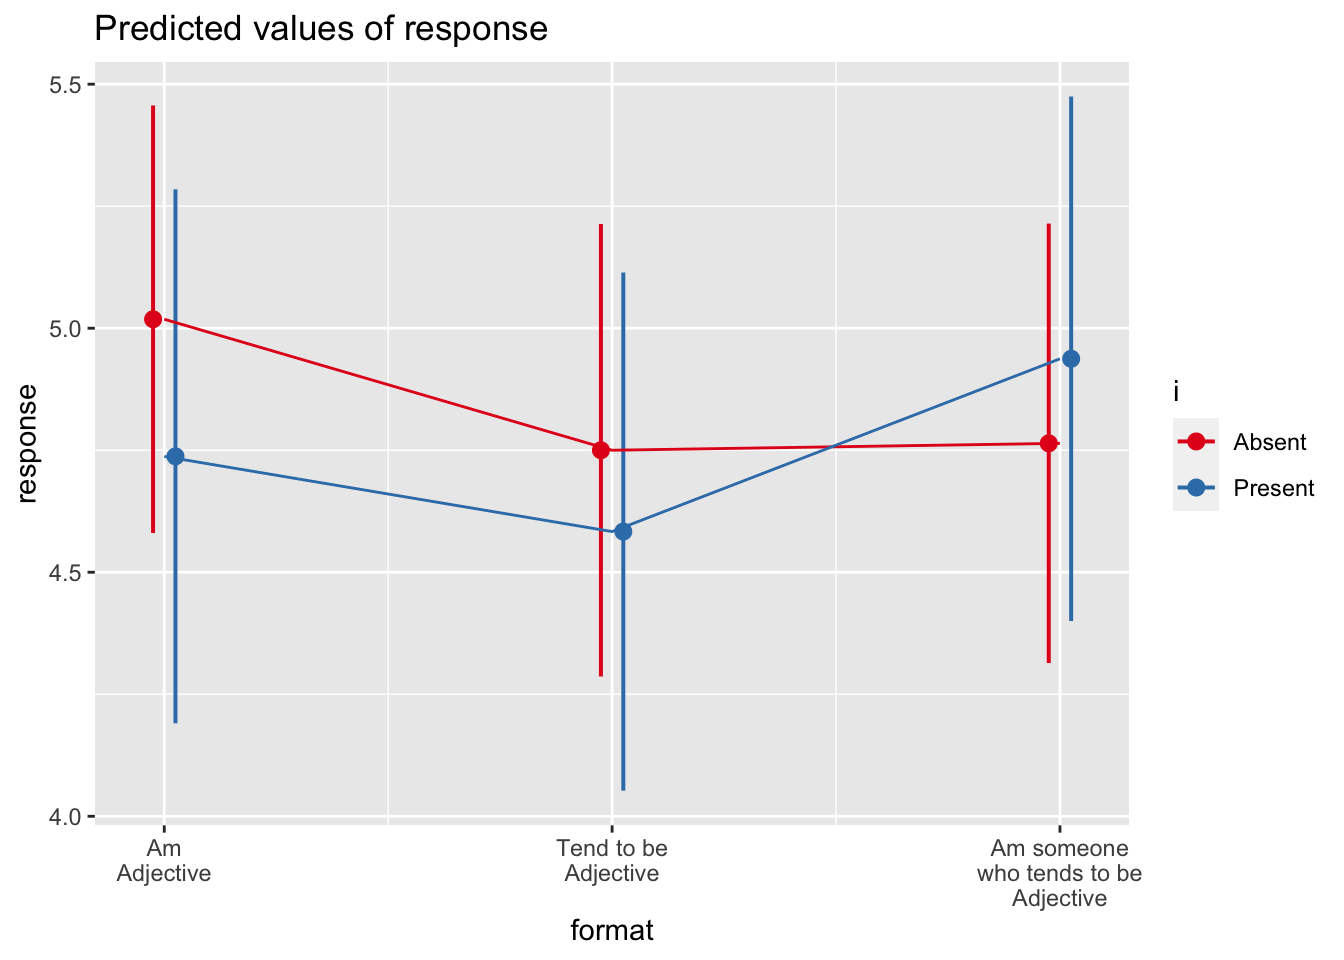 Predicted values of response
5.5
5.0
4.5
4.0
response
Am
Adjective
Tend to be
Adjective
Am someone
who tends to be
Adjective
format
i
Absent
Present